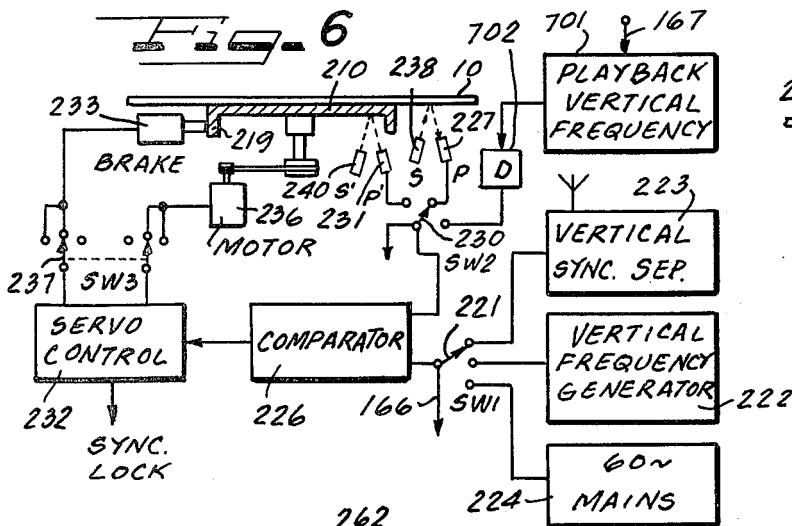 6
702
701
167
210
238
10
PLAYBACK
VERTICAL
FREQUENCY
233
227
219
BRAKE
S
P
D
240
S'
P'
231
230
236
MOTOR
223
VERTICAL
SYNC. SEP.
237
SW3
SW2
221
SERVO
CONTROL
COMPARATOR
VERTICAL
FREQUENCY
GENERATOR
222
166
SW1
232
226
SYNC.
LOCK
60~
MAINS
224
262